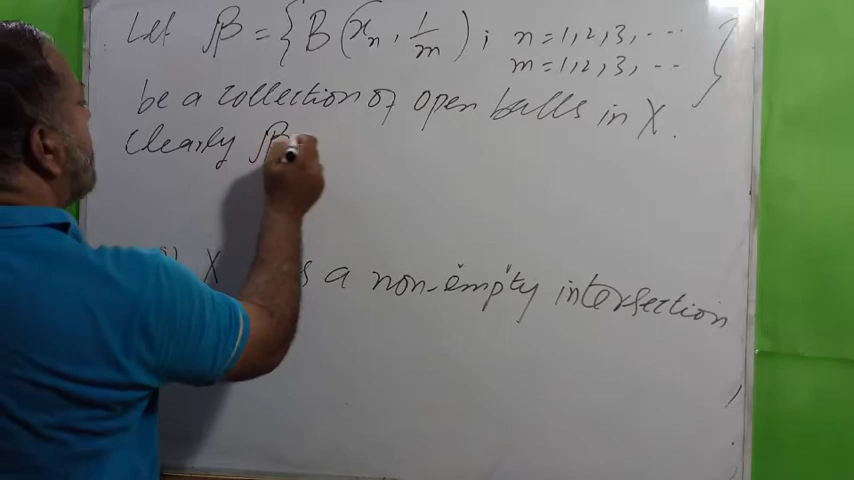 Let 𝓑 = { B(xₙ, 1/m) ; n = 1, 2, 3, ...
m = 1, 2, 3, ... }
be a collection of open balls in X.
Clearly 𝓑
X s a non-empty intersection